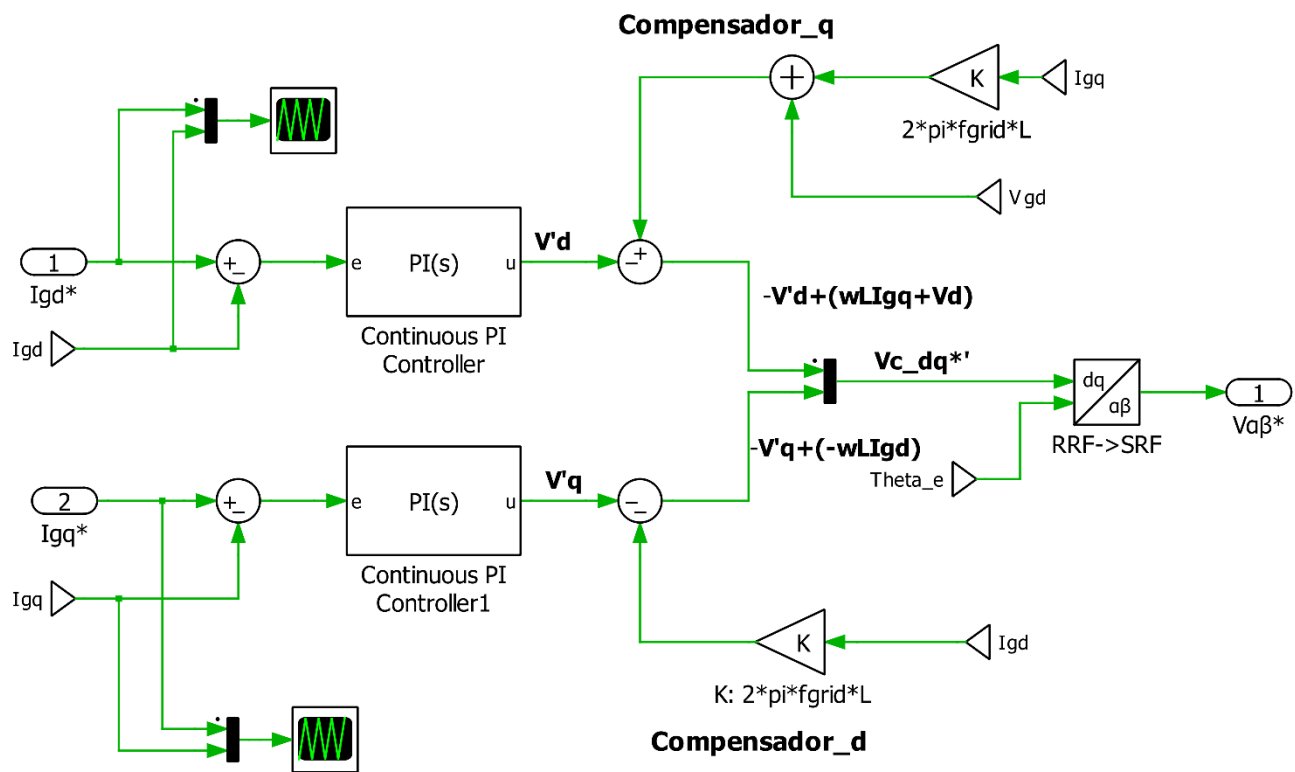 Compensador_q
K
Igq
2*pi*fgrid*L
Vgd
1
Igd*
+
−
e
PI(s)
u
Continuous PI
Controller
V'd
−
+
+
Igd
-V'd+(wLIgq+Vd)
Vc_dq*'
dq
αβ
RRF->SRF
1
Vαβ*
Theta_e
-V'q+(-wLIgd)
2
Igq*
+
−
e
PI(s)
u
Continuous PI
Controller1
V'q
−
−
Igq
K
Igd
K: 2*pi*fgrid*L
Compensador_d